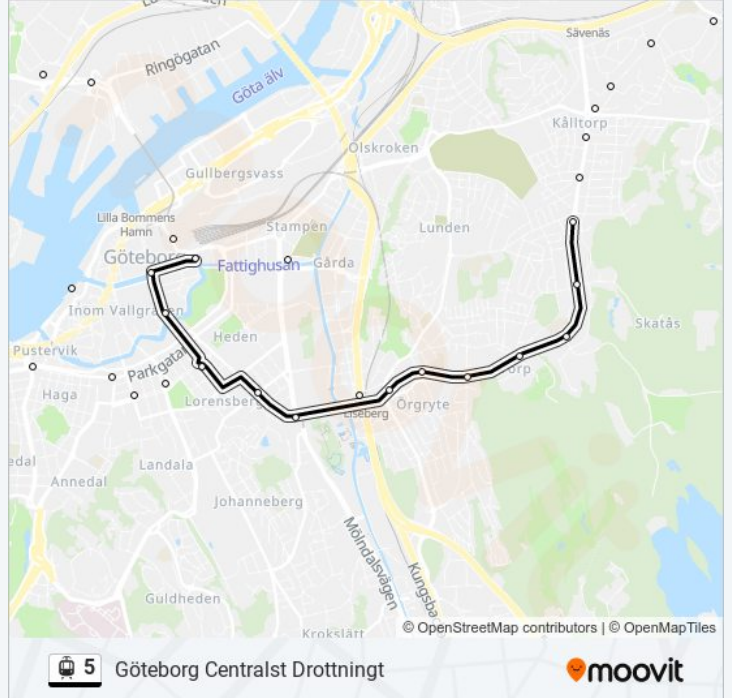 Sävenäs
Ringögatan
Göta älv
Kålltorp
Olskroken
Gullbergsvass
Lilla Bommens
Hamn
Stampen
Lunden
Göteborg
Fattighusån
Gårda
Inom Vallgraven
Skatås
Heden
Pustervik
Parkgatan
Haga
Lorensberg
Örgryte
Liseberg
Landala
Annedal
Johanneberg
Mölndalsvägen
Kungsba
Guldheden
Krokslätt
© OpenStreetMap contributors | © OpenMapTiles
5 Göteborg Centralst Drottningt
moovit